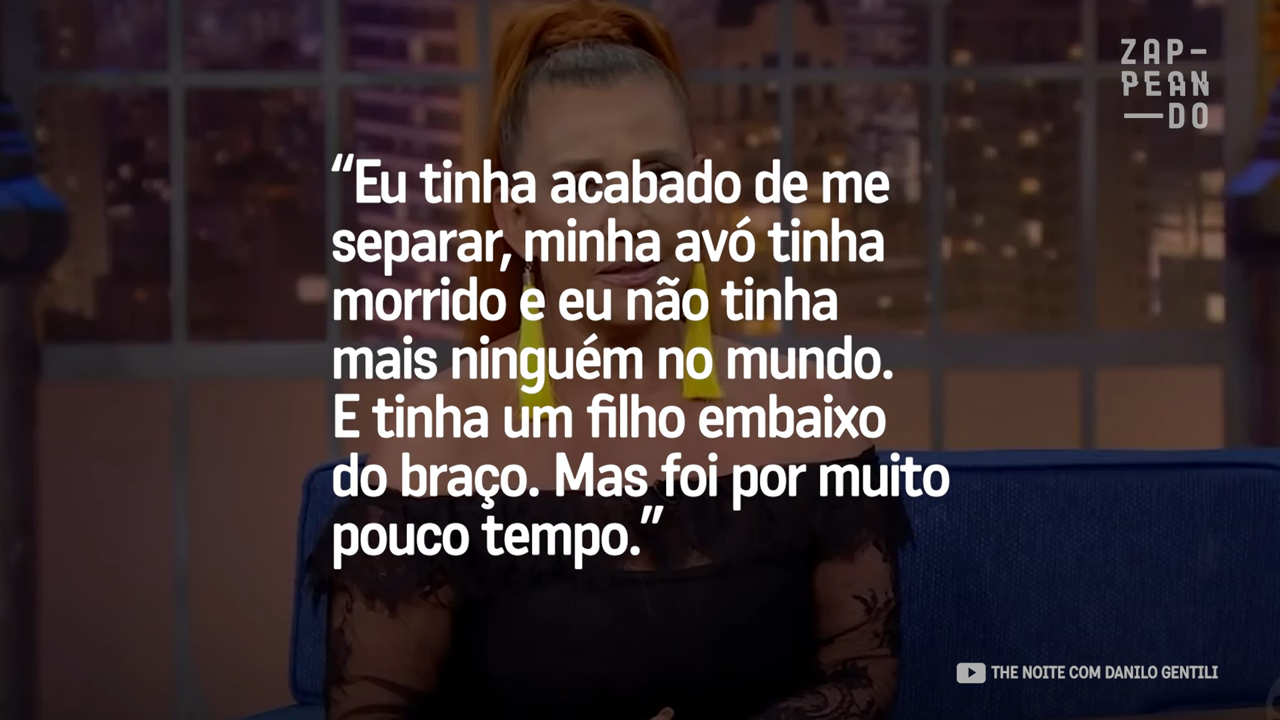 ZAP-
PEAN
—DO
“Eu tinha acabado de me
separar, minha avó tinha
morrido e eu não tinha
mais ninguém no mundo.
E tinha um filho embaixo
do braço. Mas foi por muito
pouco tempo.”
THE NOITE COM DANILO GENTILI